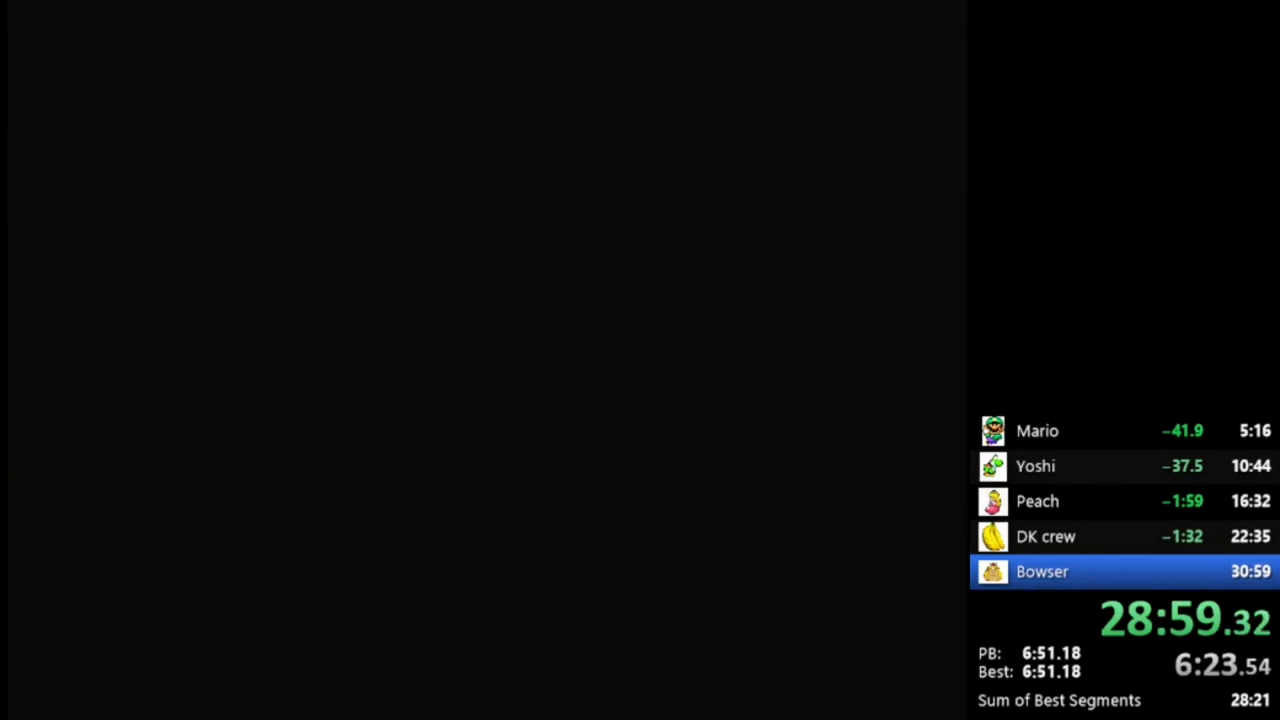 Mario −41.9 5:16
Yoshi −37.5 10:44
Peach −1:59 16:32
DK crew −1:32 22:35
Bowser 30:59
28:59.32
PB: 6:51.18
Best: 6:51.18
6:23.54
Sum of Best Segments 28:21